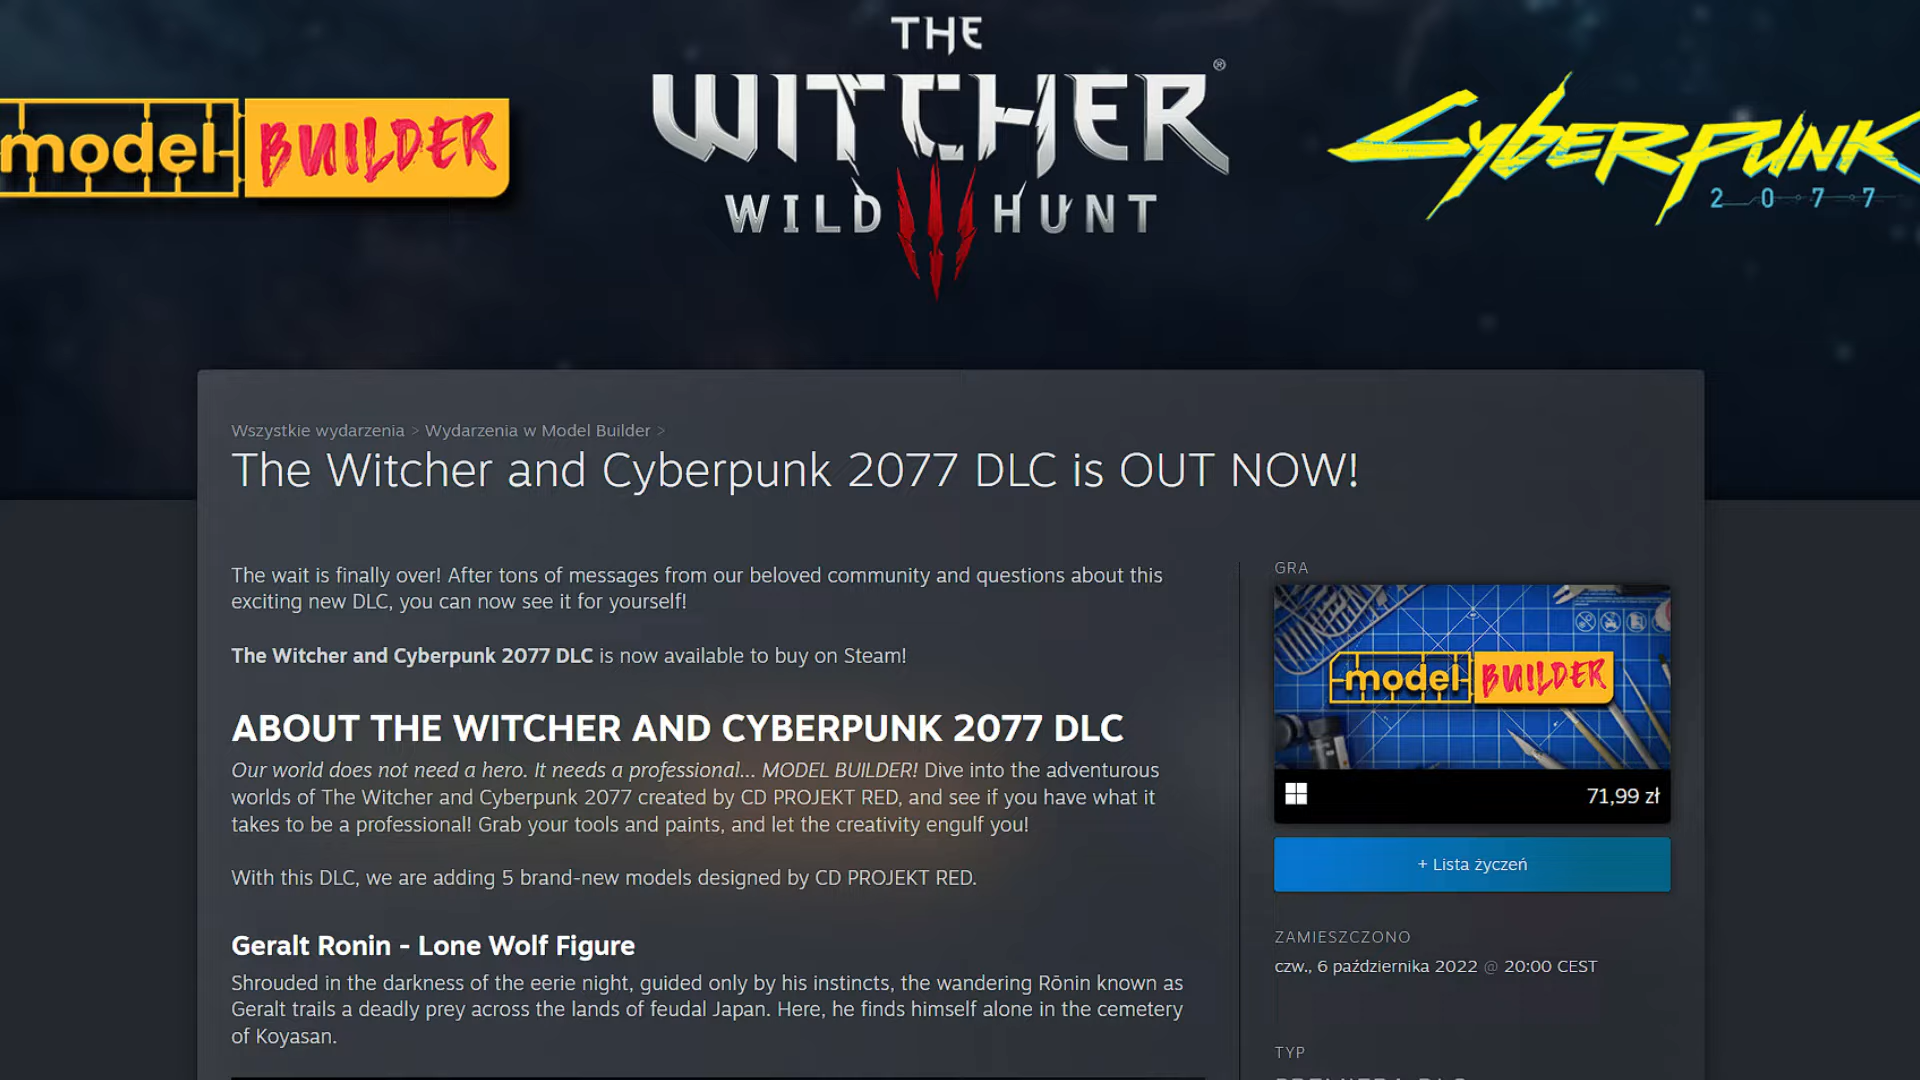 THE
WITCHER®
WILD HUNT
model BUILDER
CYBERPUNK
2077
Wszystkie wydarzenia > Wydarzenia w Model Builder >
The Witcher and Cyberpunk 2077 DLC is OUT NOW!
The wait is finally over! After tons of messages from our beloved community and questions about this
exciting new DLC, you can now see it for yourself!
The Witcher and Cyberpunk 2077 DLC is now available to buy on Steam!
ABOUT THE WITCHER AND CYBERPUNK 2077 DLC
Our world does not need a hero. It needs a professional... MODEL BUILDER! Dive into the adventurous
worlds of The Witcher and Cyberpunk 2077 created by CD PROJEKT RED, and see if you have what it
takes to be a professional! Grab your tools and paints, and let the creativity engulf you!
With this DLC, we are adding 5 brand-new models designed by CD PROJEKT RED.
Geralt Ronin - Lone Wolf Figure
Shrouded in the darkness of the eerie night, guided only by his instincts, the wandering Rōnin known as
Geralt trails a deadly prey across the lands of feudal Japan. Here, he finds himself alone in the cemetery
of Koyasan.
GRA
model BUILDER
71,99 zł
+ Lista życzeń
ZAMIESZCZONO
czw., 6 października 2022 @ 20:00 CEST
TYP